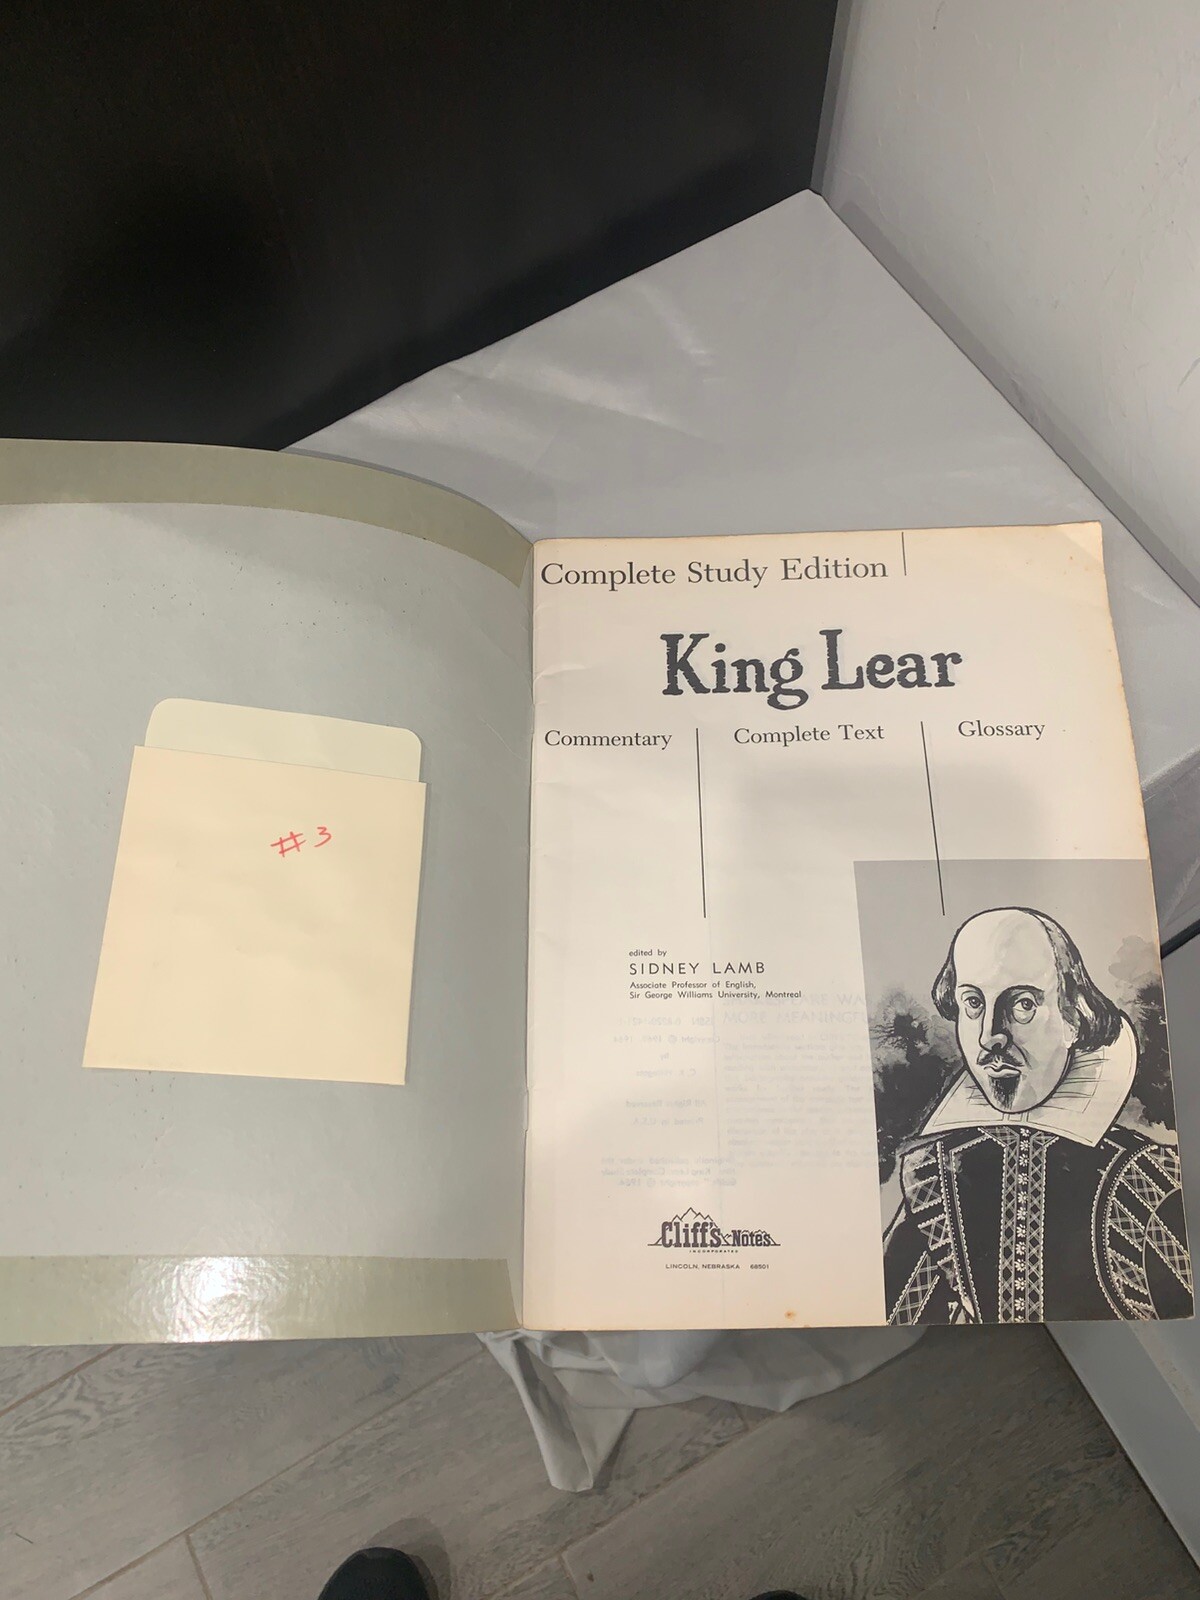 #3
Complete Study Edition
King Lear
Commentary
Complete Text
Glossary
edited by
SIDNEY LAMB
Associate Professor of English,
Sir George Williams University, Montreal
Cliff's Notes
INCORPORATED
LINCOLN, NEBRASKA 68501